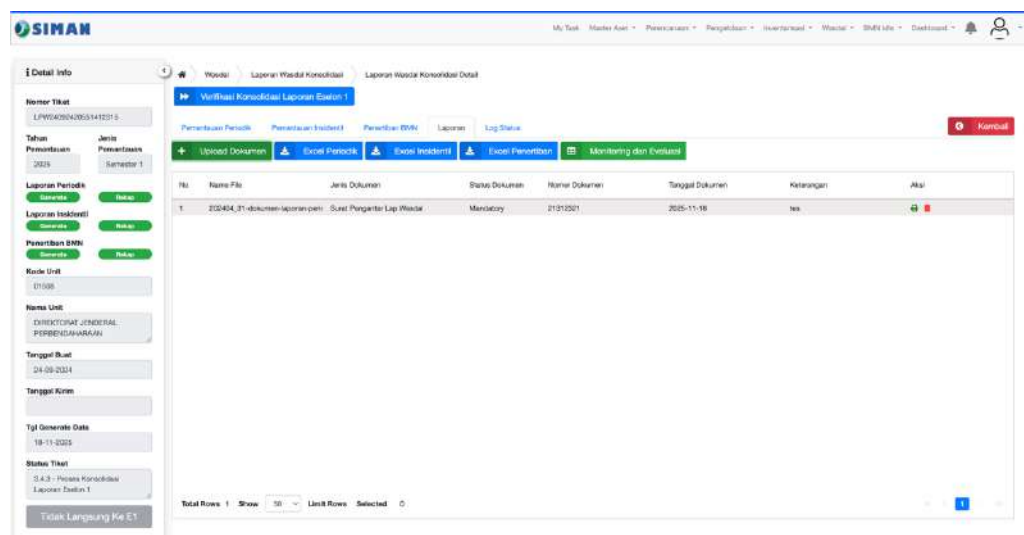 SIMAN
My Task Master Aset Perencanaan Pengelolaan Inventarisasi Wasdal BMN Idle Dashboard
Detail Info
Wasdal Laporan Wasdal Konsolidasi Laporan Wasdal Konsolidasi Detail
Verifikasi Konsolidasi Laporan Eselon 1
Nomor Tiket
Pemantauan Periodik Pemantauan Insidentil Penertiban BMN Laporan Log Status
Kembali
Tahun Pemantauan
Jenis Pemantauan
Semester 1
Upload Dokumen Excel Periodik Excel Insidentil Excel Penertiban Monitoring dan Evaluasi
Laporan Periodik
Generate Rekap
Laporan Insidentil
Generate Rekap
Penertiban BMN
Generate Rekap
No Nama File Jenis Dokumen Status Dokumen Nomor Dokumen Tanggal Dokumen Keterangan Aksi
1 Surat Pengantar Lap Wasdal Mandatory 21312321 2025-11-18 tes
Kode Unit
Nama Unit
DIREKTORAT JENDERAL
PERBENDAHARAAN
Tanggal Buat
24-09-2024
Tanggal Kirim
Tgl Generate Data
18-11-2025
Status Tiket
3.4.3 - Proses Konsolidasi
Laporan Eselon 1
Tidak Langsung Ke E1
Total Rows 1 Show 50 Limit Rows Selected 0
1